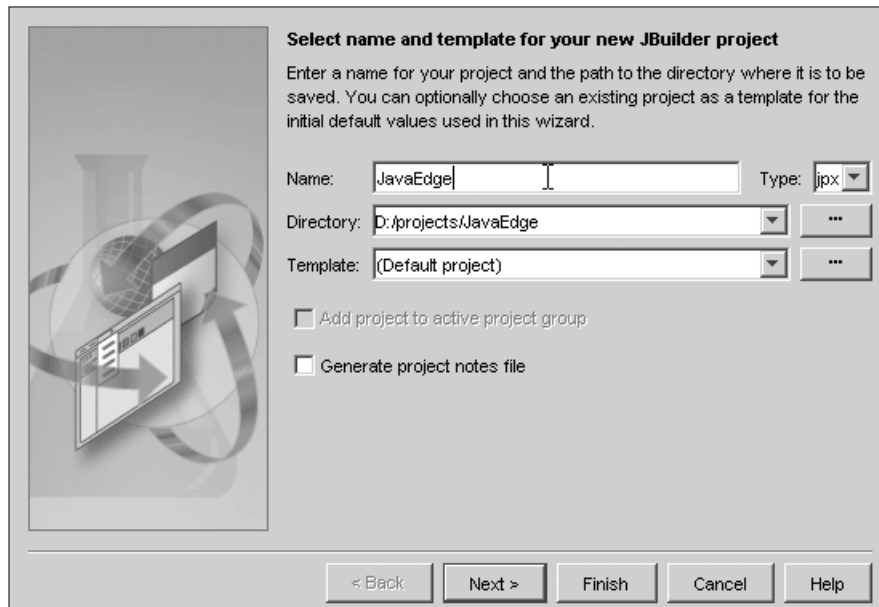 Select name and template for your new JBuilder project
Enter a name for your project and the path to the directory where it is to be
saved. You can optionally choose an existing project as a template for the
initial default values used in this wizard.
Name: JavaEdge Type: jpx
Directory: D:/projects/JavaEdge ...
Template: (Default project) ...
Add project to active project group
Generate project notes file
< Back Next > Finish Cancel Help